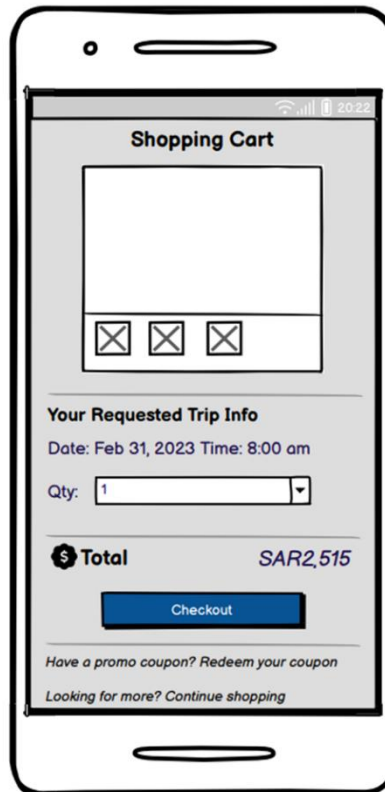 20:22
Shopping Cart
Your Requested Trip Info
Date: Feb 31, 2023 Time: 8:00 am
Qty: 1
$ Total SAR2,515
Checkout
Have a promo coupon? Redeem your coupon
Looking for more? Continue shopping